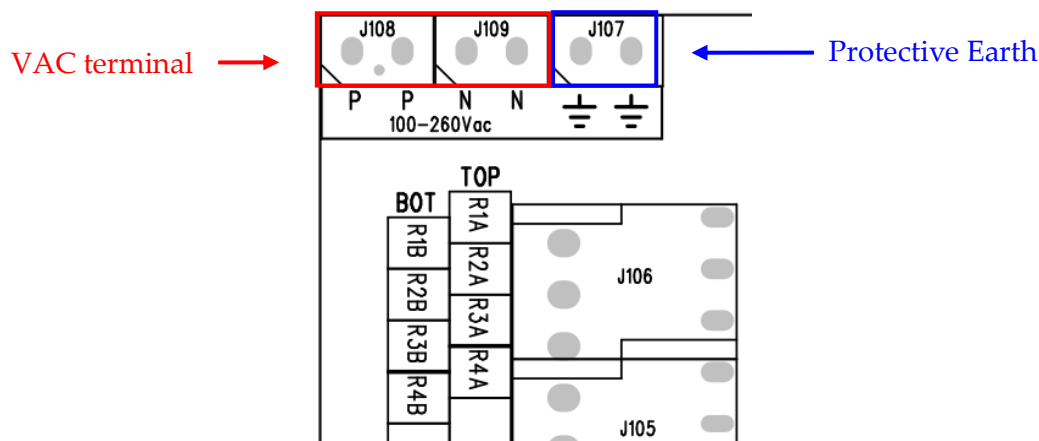 J108 J109 J107
VAC terminal
Protective Earth
P P N N
100-260Vac
TOP
BOT
R1A
R1B
R2A
J106
R2B
R3A
R3B
R4A
R4B
J105